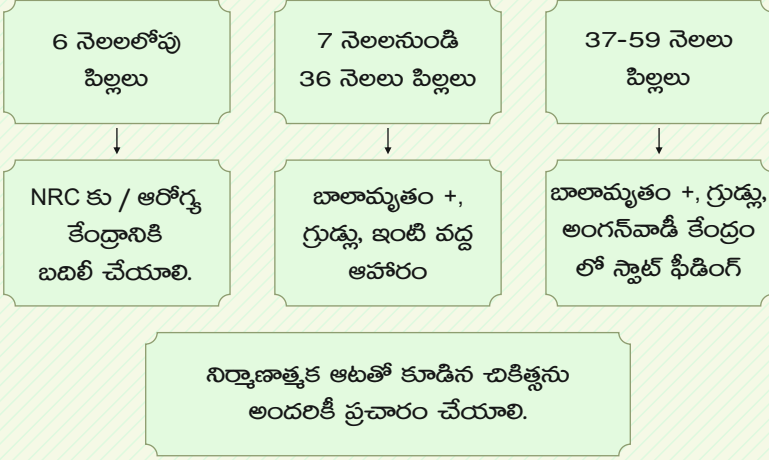 6 నెలలలోపు
పిల్లలు
7 నెలలనుండి
36 నెలలు పిల్లలు
37-59 నెలలు
పిల్లలు
NRC కు / ఆరోగ్య
కేంద్రానికి
బదిలీ చేయాలి.
బాలామృతం +,
గ్రుడ్లు, ఇంటి వద్ద
ఆహారం
బాలామృతం +, గ్రుడ్లు,
అంగన్‌వాడీ కేంద్రం
లో స్పాట్ ఫీడింగ్
నిర్మాణాత్మక ఆటతో కూడిన చికిత్సను
అందరికీ ప్రచారం చేయాలి.